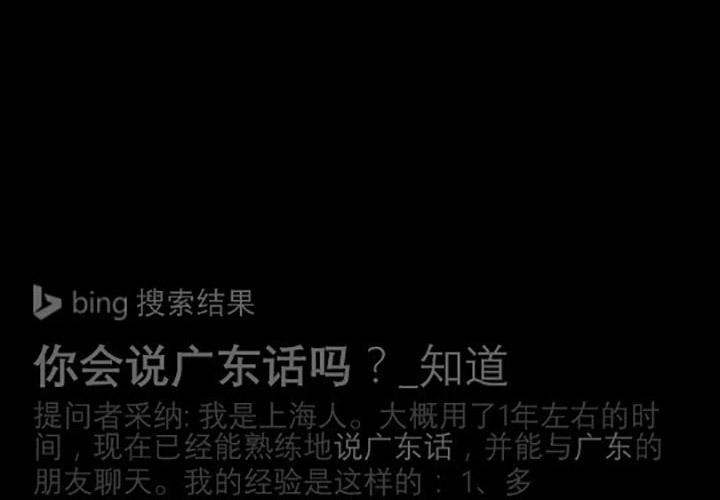 bing 搜索结果
你会说广东话吗？_知道
提问者采纳: 我是上海人。大概用了1年左右的时
间，现在已经能熟练地说广东话，并能与广东的
朋友聊天。我的经验是这样的： 1、多